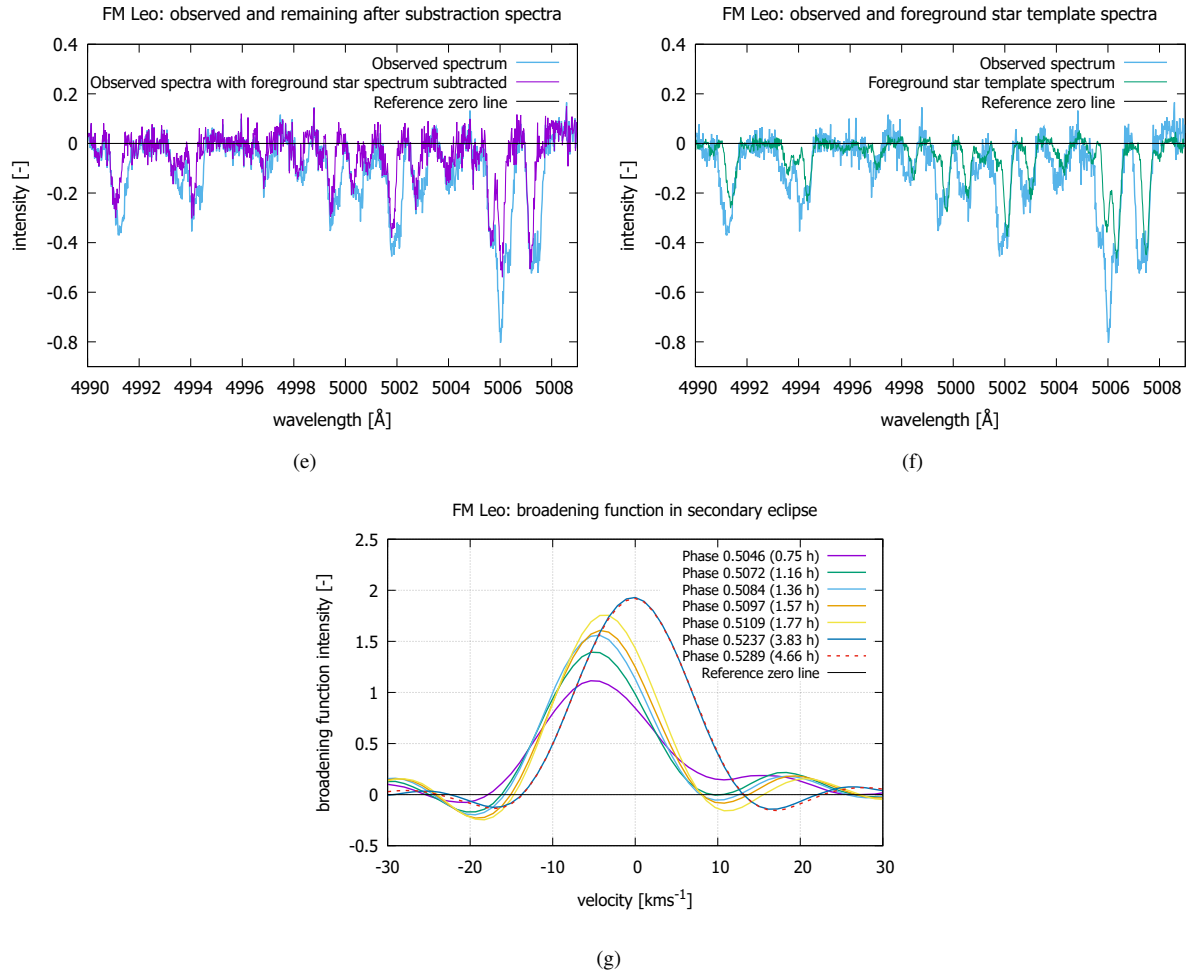 FM Leo: observed and remaining after substraction spectra
0.4
0.2
0
-0.2
-0.4
-0.6
-0.8
intensity [-]
Observed spectrum
Observed spectra with foreground star spectrum subtracted
Reference zero line
4990 4992 4994 4996 4998 5000 5002 5004 5006 5008
wavelength [Å]
(e)
FM Leo: observed and foreground star template spectra
0.4
0.2
0
-0.2
-0.4
-0.6
-0.8
intensity [-]
Observed spectrum
Foreground star template spectrum
Reference zero line
4990 4992 4994 4996 4998 5000 5002 5004 5006 5008
wavelength [Å]
(f)
FM Leo: broadening function in secondary eclipse
2.5
2
1.5
1
0.5
0
-0.5
broadening function intensity [-]
Phase 0.5046 (0.75 h)
Phase 0.5072 (1.16 h)
Phase 0.5084 (1.36 h)
Phase 0.5097 (1.57 h)
Phase 0.5109 (1.77 h)
Phase 0.5237 (3.83 h)
Phase 0.5289 (4.66 h)
Reference zero line
-30 -20 -10 0 10 20 30
velocity [kms⁻¹]
(g)